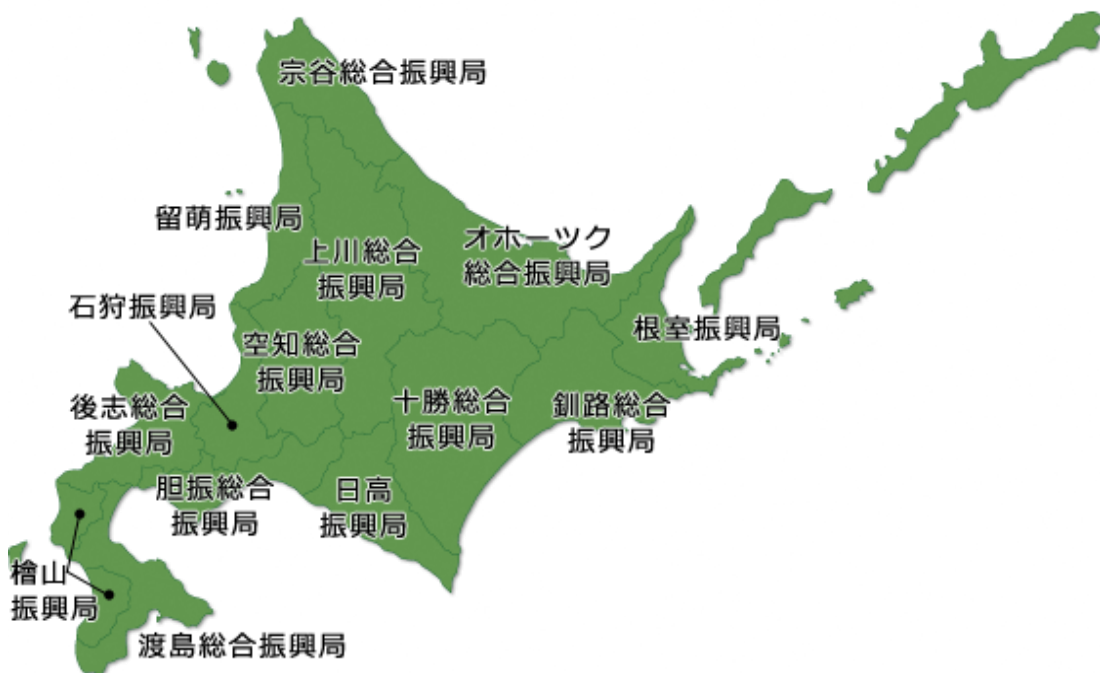 宗谷総合振興局
留萌振興局
上川総合
振興局
オホーツク
総合振興局
石狩振興局
空知総合
振興局
根室振興局
後志総合
振興局
十勝総合
振興局
釧路総合
振興局
胆振総合
振興局
日高
振興局
檜山
振興局
渡島総合振興局